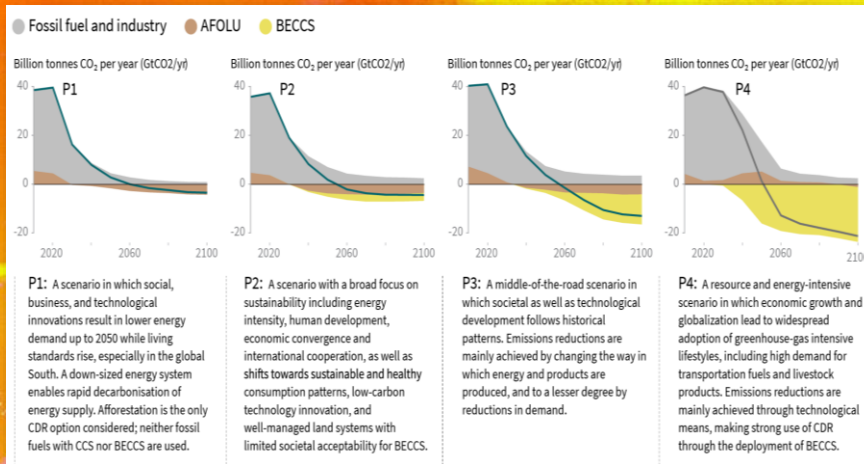 Fossil fuel and industry AFOLU BECCS
Billion tonnes CO₂ per year (GtCO2/yr)
40
P1
20
0
-20
2020 2060 2100
Billion tonnes CO₂ per year (GtCO2/yr)
40
P2
20
0
-20
2020 2060 2100
Billion tonnes CO₂ per year (GtCO2/yr)
40
P3
20
0
-20
2020 2060 2100
Billion tonnes CO₂ per year (GtCO2/yr)
40
P4
20
0
-20
2020 2060 210
P1: A scenario in which social,
business, and technological
innovations result in lower energy
demand up to 2050 while living
standards rise, especially in the global
South. A down-sized energy system
enables rapid decarbonisation of
energy supply. Afforestation is the only
CDR option considered; neither fossil
fuels with CCS nor BECCS are used.
P2: A scenario with a broad focus on
sustainability including energy
intensity, human development,
economic convergence and
international cooperation, as well as
shifts towards sustainable and healthy
consumption patterns, low-carbon
technology innovation, and
well-managed land systems with
limited societal acceptability for BECCS.
P3: A middle-of-the-road scenario in
which societal as well as technological
development follows historical
patterns. Emissions reductions are
mainly achieved by changing the way in
which energy and products are
produced, and to a lesser degree by
reductions in demand.
P4: A resource and energy-intensive
scenario in which economic growth and
globalization lead to widespread
adoption of greenhouse-gas intensive
lifestyles, including high demand for
transportation fuels and livestock
products. Emissions reductions are
mainly achieved through technological
means, making strong use of CDR
through the deployment of BECCS.